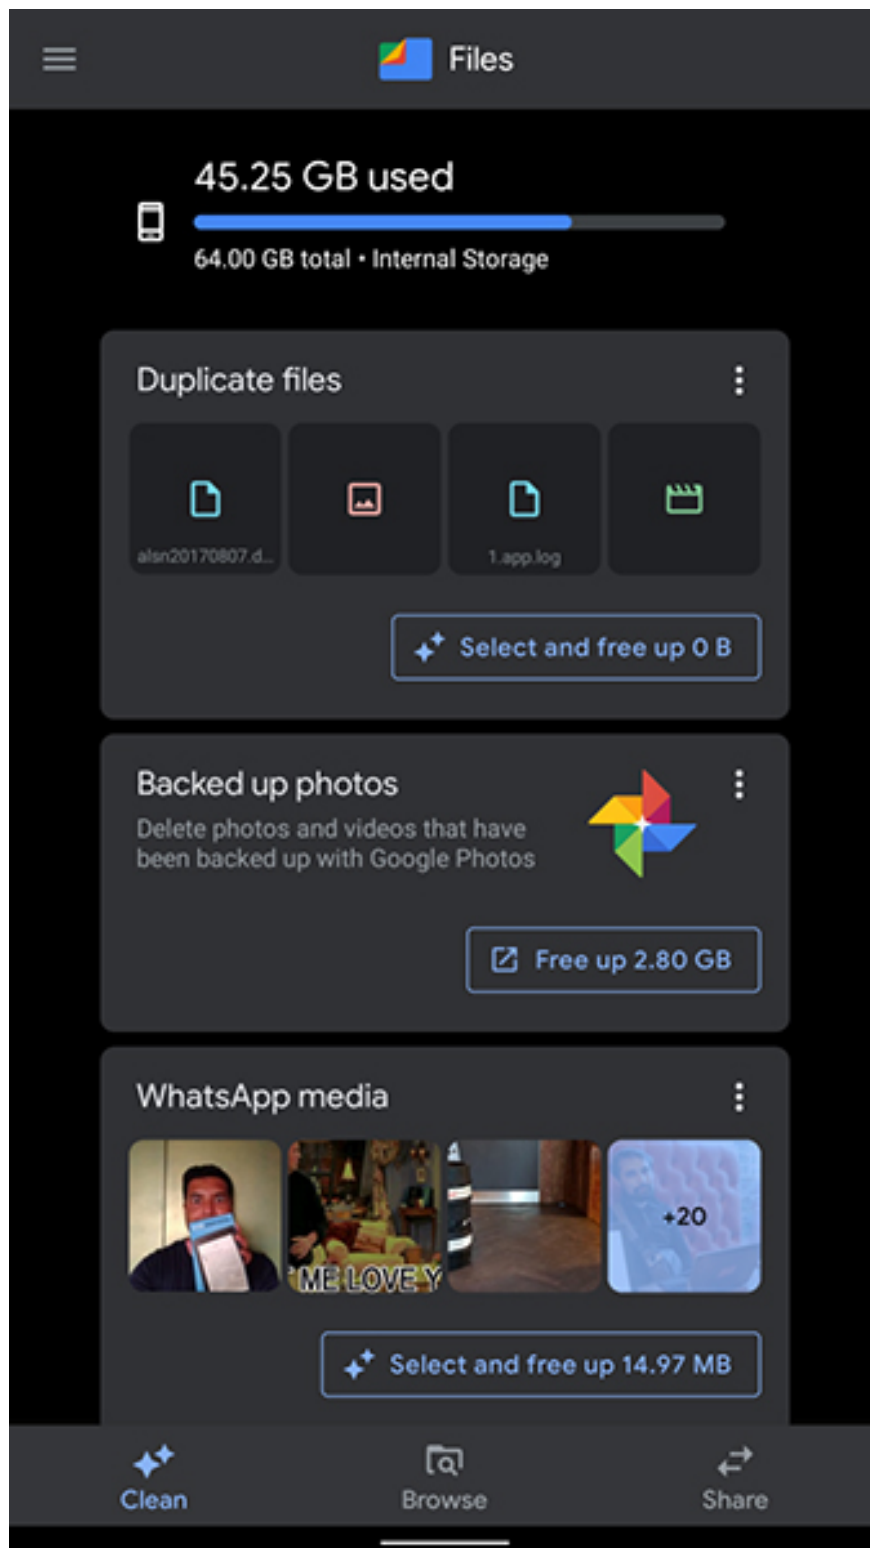 Files
45.25 GB used
64.00 GB total • Internal Storage
Duplicate files
alsn20170807.d...
1.app.log
Select and free up 0 B
Backed up photos
Delete photos and videos that have
been backed up with Google Photos
Free up 2.80 GB
WhatsApp media
ME LOVE Y
+20
Select and free up 14.97 MB
Clean
Browse
Share